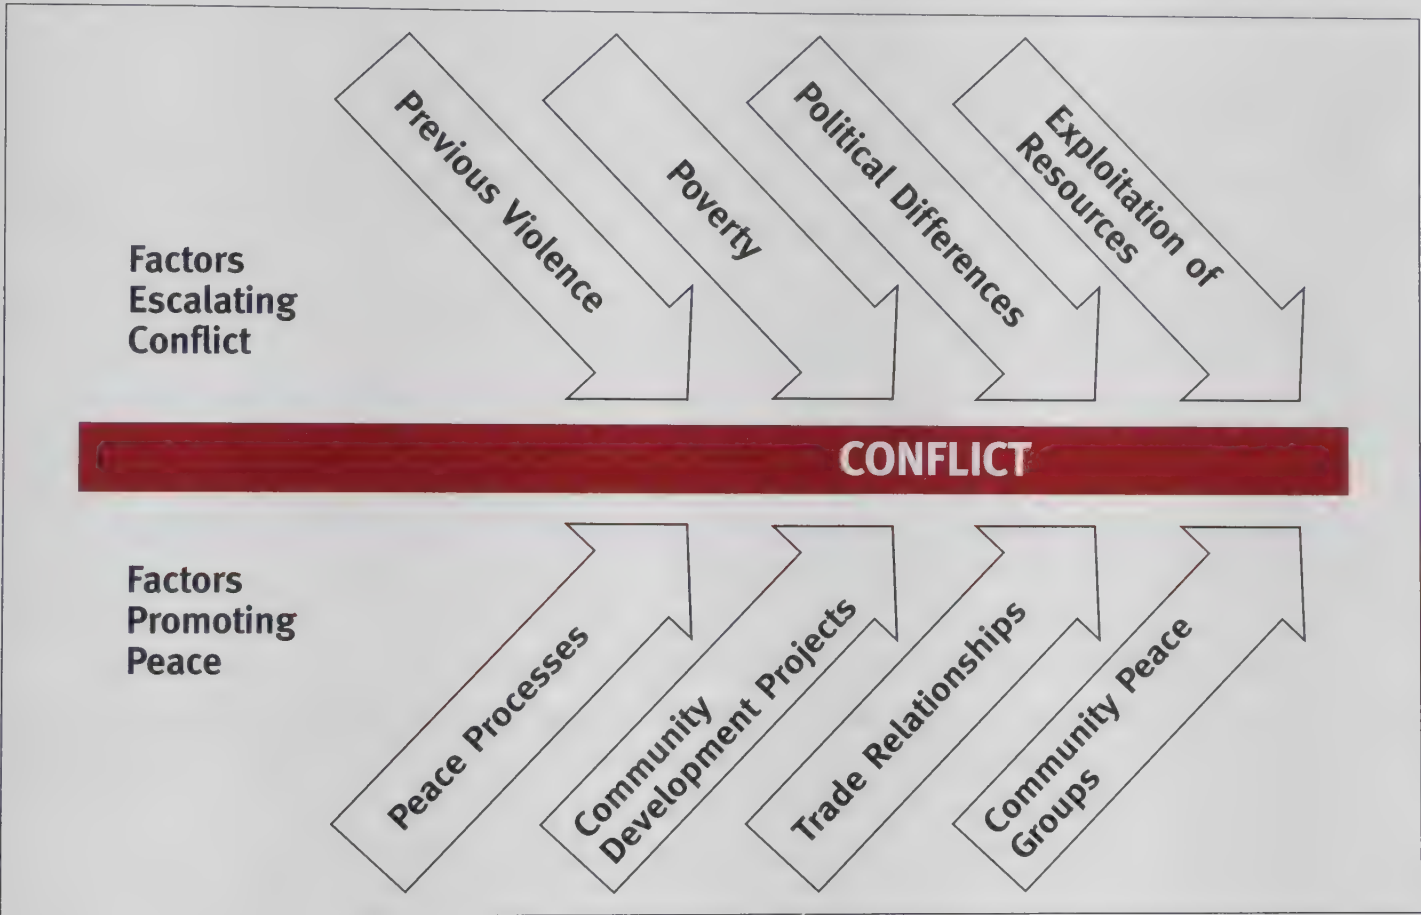 Previous Violence
Poverty
Political Differences
Exploitation of
Resources
Factors
Escalating
Conflict
CONFLICT
Factors
Promoting
Peace
Peace Processes
Community
Development Projects
Trade Relationships
Community Peace
Groups